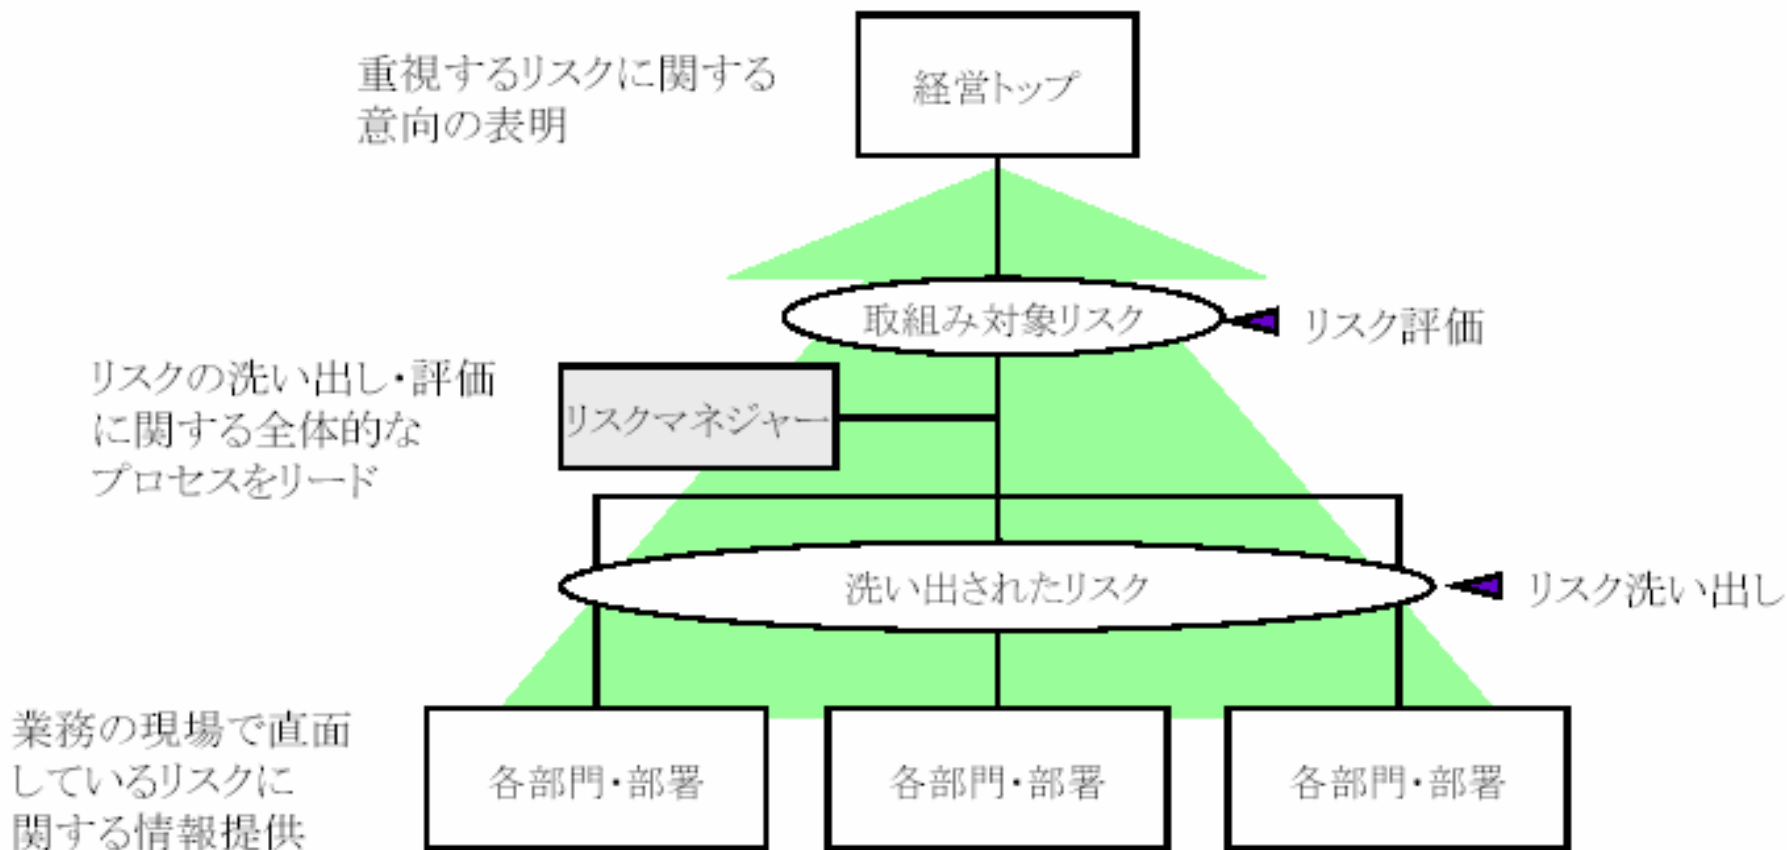 経営トップ
重視するリスクに関する
意向の表明
取組み対象リスク
リスク評価
リスクの洗い出し・評価
に関する全体的な
プロセスをリード
リスクマネジャー
洗い出されたリスク
リスク洗い出し
業務の現場で直面
しているリスクに
関する情報提供
各部門・部署
各部門・部署
各部門・部署